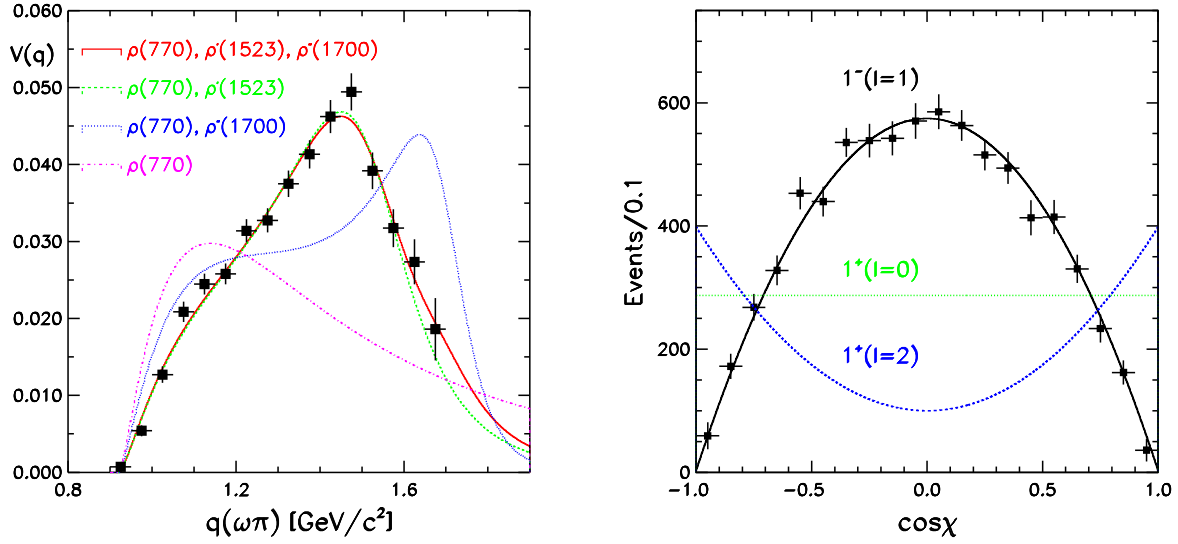 V(q)
ρ(770), ρ'(1523), ρ''(1700)
ρ(770), ρ'(1523)
ρ(770), ρ''(1700)
ρ(770)
0.060
0.050
0.040
0.030
0.020
0.010
0.000
0.8 1.2 1.6
q(ωπ) [GeV/c²]
Events/0.1
600
400
200
0
1⁻(I=1)
1⁺(I=0)
1⁺(I=2)
−1.0 −0.5 0.0 0.5 1.0
cosχ